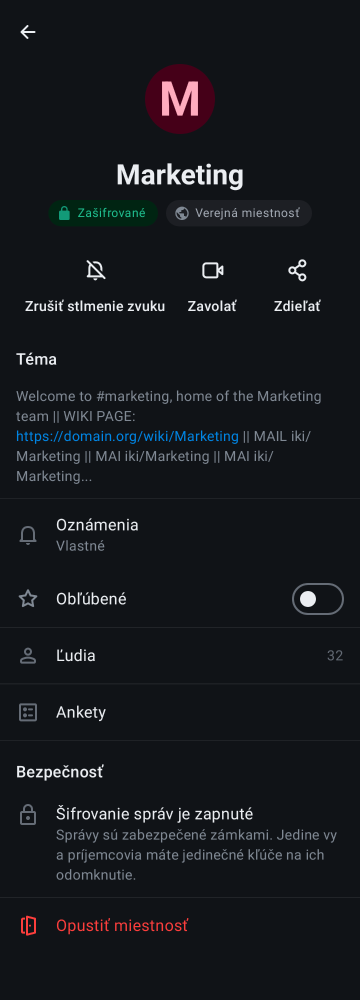 M
Marketing
Zašifrované
Verejná miestnosť
Zrušiť stlmenie zvuku
Zavolať
Zdieľať
Téma
Welcome to #marketing, home of the Marketing
team || WIKI PAGE:
https://domain.org/wiki/Marketing || MAIL iki/
Marketing || MAI iki/Marketing || MAI iki/
Marketing...
Oznámenia
Vlastné
Obľúbené
Ľudia
32
Ankety
Bezpečnosť
Šifrovanie správ je zapnuté
Správy sú zabezpečené zámkami. Jedine vy
a príjemcovia máte jedinečné kľúče na ich
odomknutie.
Opustiť miestnosť